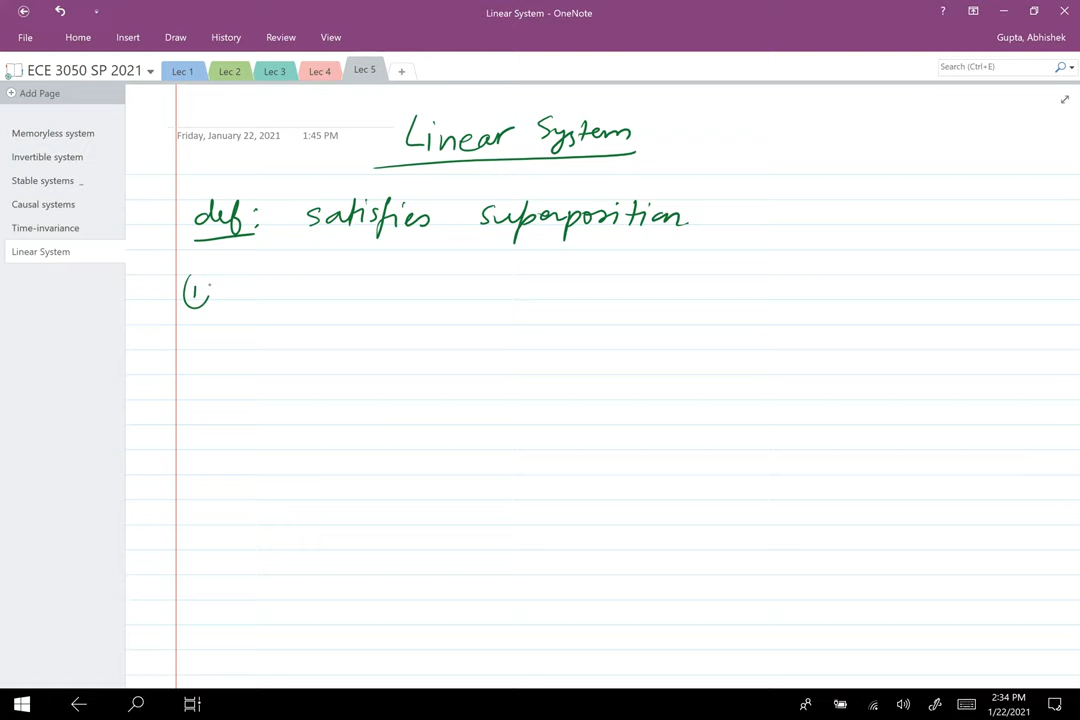 Linear System - OneNote
File Home Insert Draw History Review View
Gupta, Abhishek
ECE 3050 SP 2021 Lec 1 Lec 2 Lec 3 Lec 4 Lec 5
Search (Ctrl+E)
Add Page
Memoryless system
Invertible system
Stable systems _
Causal systems
Time-invariance
Linear System
Friday, January 22, 2021 1:45 PM
Linear System
def: satisfies superposition
(1)
2:34 PM
1/22/2021